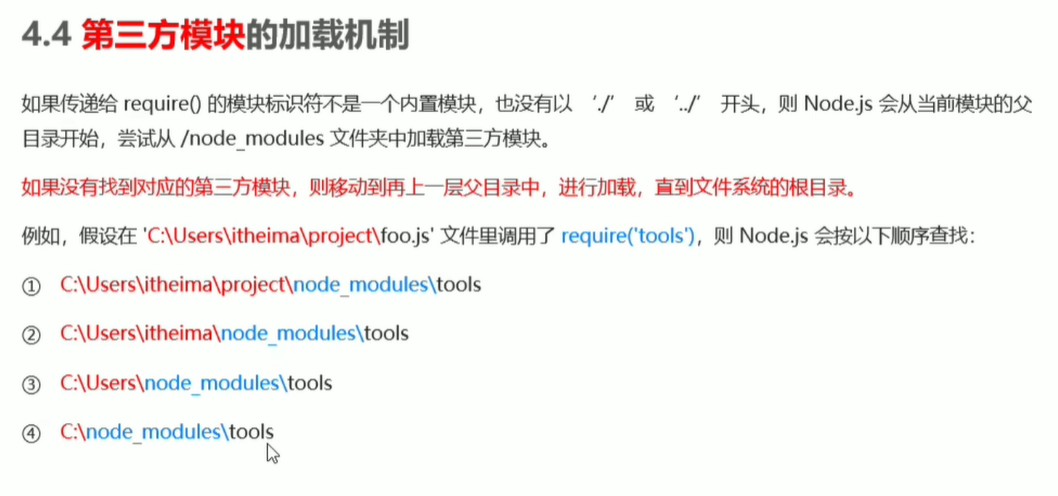 4.4 第三方模块的加载机制
如果传递给 require() 的模块标识符不是一个内置模块，也没有以 ‘./’ 或 ‘../’ 开头，则 Node.js 会从当前模块的父
目录开始，尝试从 /node_modules 文件夹中加载第三方模块。
如果没有找到对应的第三方模块，则移动到再上一层父目录中，进行加载，直到文件系统的根目录。
例如，假设在 'C:\Users\itheima\project\foo.js' 文件里调用了 require('tools')，则 Node.js 会按以下顺序查找：
① C:\Users\itheima\project\node_modules\tools
② C:\Users\itheima\node_modules\tools
③ C:\Users\node_modules\tools
④ C:\node_modules\tools